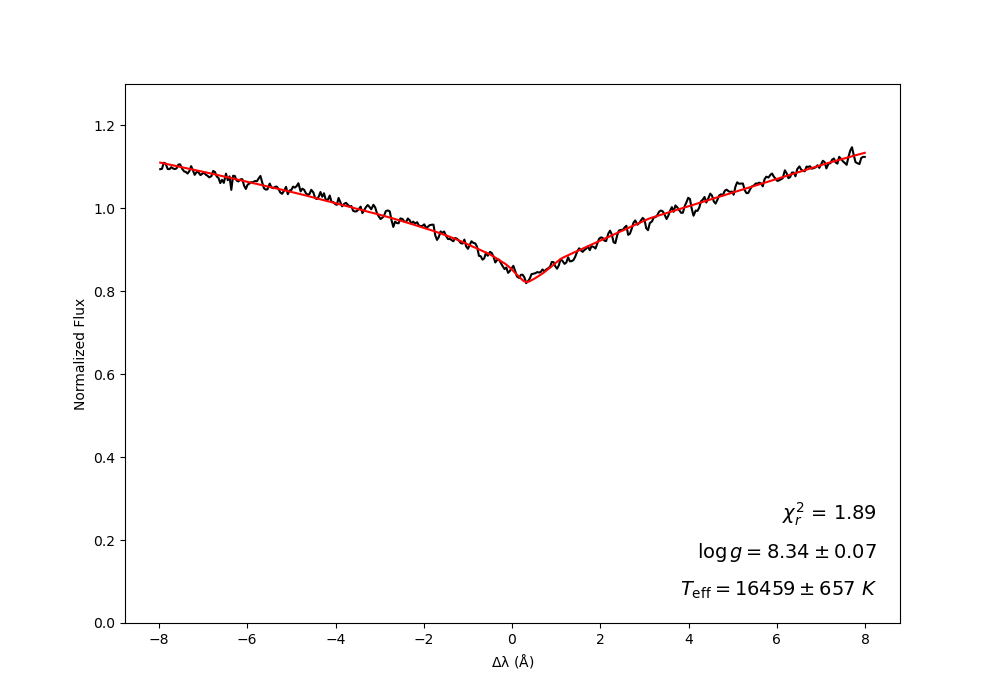 1.2
1.0
0.8
0.6
0.4
0.2
0.0
Normalized Flux
χ²ᵣ = 1.89
log g = 8.34 ± 0.07
T_eff = 16459 ± 657 K
−8 −6 −4 −2 0 2 4 6 8
Δλ (Å)